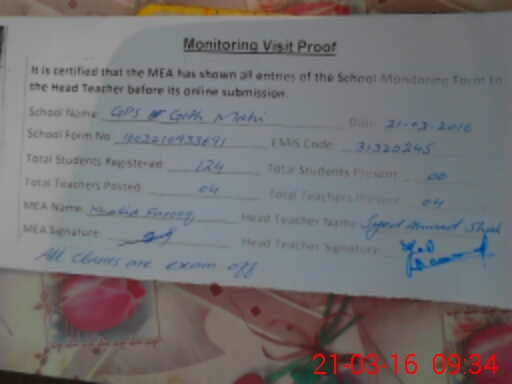 Monitoring Visit Proof
It is certified that the MEA has shown all entries of the School Monitoring Form to
the Head Teacher before its online submission.
School Name: GPS Goth Date: 21-03-2016
School Form No: EMIS Code 31320245
Total Students Registered: 124 Total Students Present 00
Total Teachers Posted 04 Total Teachers Present 04
MEA Name: Khalid Farooq Head Teacher Name: Syed Ahmad Shah
MEA Signature: Head Teacher Signature:
All classes are exam off
21-03-16 09:34